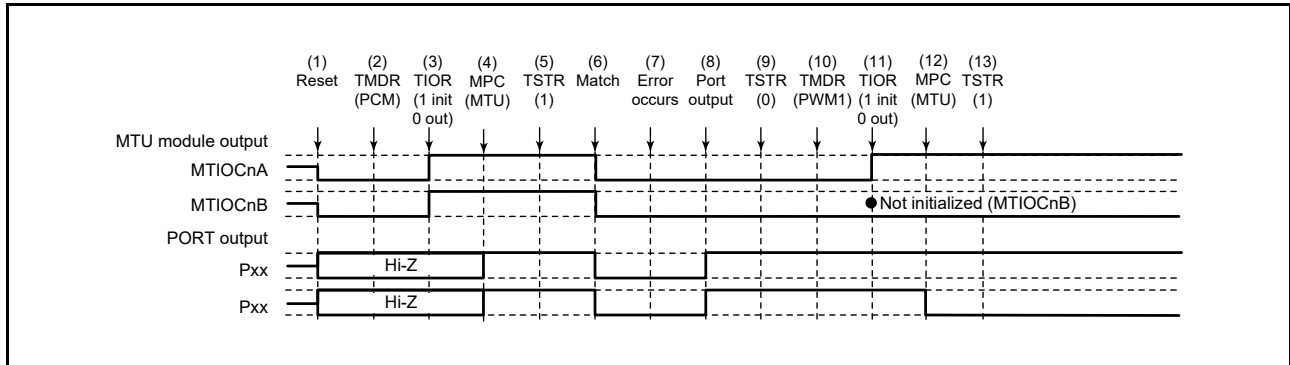 (1) (2) (3) (4) (5) (6) (7) (8) (9) (10) (11) (12) (13)
Reset TMDR TIOR MPC TSTR Match Error Port TSTR TMDR TIOR MPC TSTR
(PCM) (1 init (MTU) (1) occurs output (0) (PWM1) (1 init (MTU) (1)
0 out) 0 out)
MTU module output
MTIOCnA
MTIOCnB Not initialized (MTIOCnB)
PORT output
Pxx Hi-Z
Pxx Hi-Z